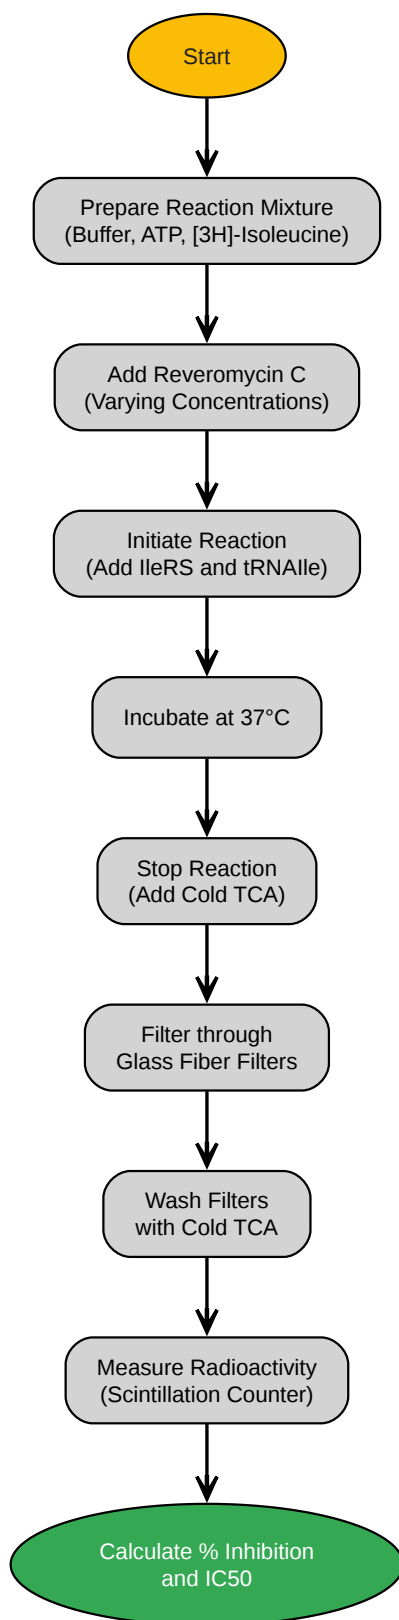 Start
Prepare Reaction Mixture
(Buffer, ATP, [3H]-Isoleucine)
Add Reveromycin C
(Varying Concentrations)
Initiate Reaction
(Add IleRS and tRNAIle)
Incubate at 37°C
Stop Reaction
(Add Cold TCA)
Filter through
Glass Fiber Filters
Wash Filters
with Cold TCA
Measure Radioactivity
(Scintillation Counter)
Calculate % Inhibition
and IC50